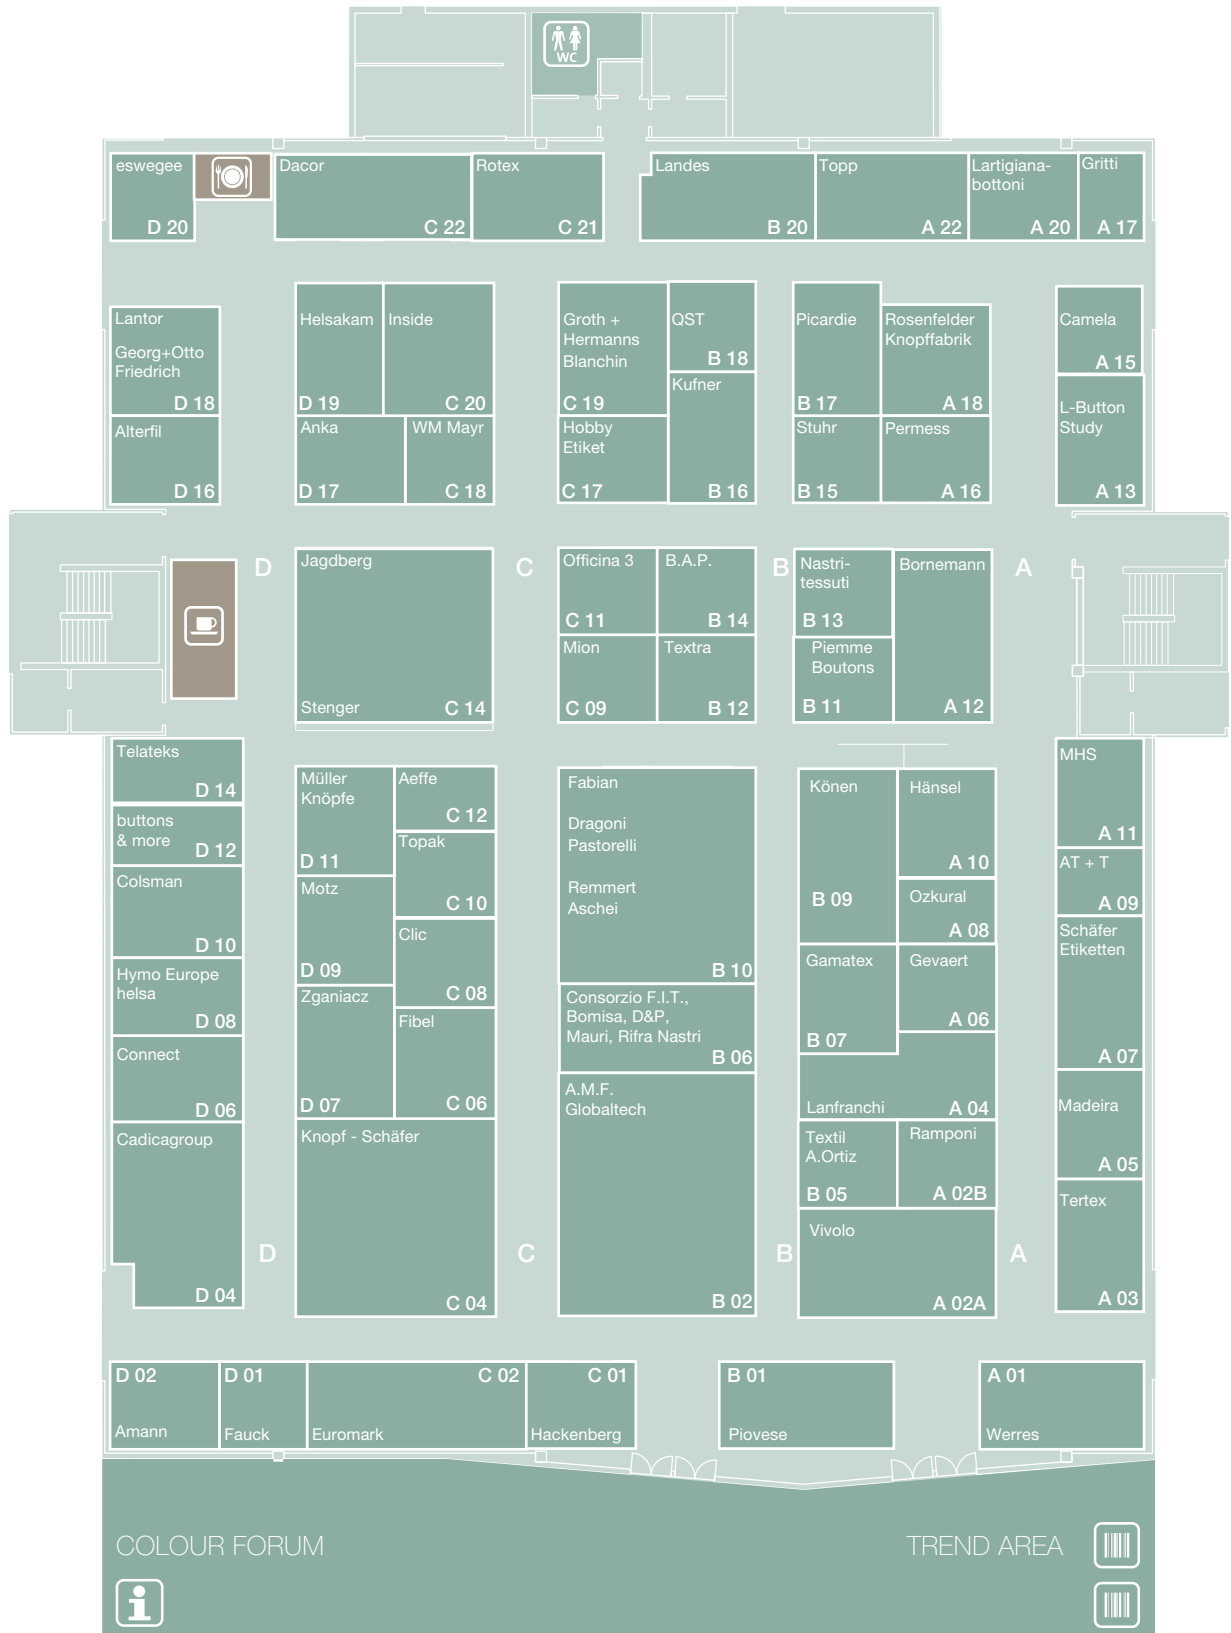 WC
eswegee
D 20
Dacor
C 22
Rotex
C 21
Landes
B 20
Topp
A 22
Lartigiana-
bottoni
A 20
Gritti
A 17
Lantor
Georg+Otto
Friedrich
D 18
Alterfil
D 16
Helsakam
D 19
Inside
C 20
Anka
D 17
WM Mayr
C 18
Groth +
Hermanns
Blanchin
C 19
QST
B 18
Kufner
B 16
Hobby
Etiket
C 17
Picardie
B 17
Rosenfelder
Knopffabrik
A 18
Stuhr
B 15
Permess
A 16
Camela
A 15
L-Button
Study
A 13
D
Jagdberg
Stenger
C 14
C
Officina 3
C 11
B.A.P.
B 14
Mion
C 09
Textra
B 12
B
Nastri-
tessuti
B 13
Piemme
Boutons
B 11
Bornemann
A 12
A
Telateks
D 14
buttons
& more
D 12
Colsman
D 10
Hymo Europe
helsa
D 08
Connect
D 06
Cadicagroup
D 04
Müller
Knöpfe
D 11
Aeffe
C 12
Topak
C 10
Motz
D 09
Clic
C 08
Zganiacz
D 07
Fibel
C 06
Knopf - Schäfer
C 04
Fabian
Dragoni
Pastorelli
Remmert
Aschei
B 10
Consorzio F.I.T.,
Bomisa, D&P,
Mauri, Rifra Nastri
B 06
A.M.F.
Globaltech
B 02
Könen
B 09
Hänsel
A 10
Ozkural
A 08
Gamatex
B 07
Gevaert
A 06
Lanfranchi
A 04
Textil
A.Ortiz
B 05
Ramponi
A 02B
Vivolo
A 02A
MHS
A 11
AT + T
A 09
Schäfer
Etiketten
A 07
Madeira
A 05
Tertex
A 03
D
C
B
A
D 02
Amann
D 01
Fauck
C 02
Euromark
C 01
Hackenberg
B 01
Piovese
A 01
Werres
COLOUR FORUM
TREND AREA